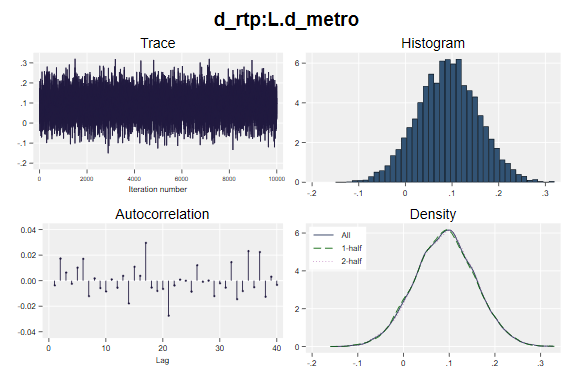 d_rtp:L.d_metro
Trace
.3
.2
.1
0
-.1
-.2
0 2000 4000 6000 8000 10000
Iteration number
Histogram
6
4
2
0
-.2 -.1 0 .1 .2 .3
Autocorrelation
0.04
0.02
0.00
-0.02
-0.04
0 10 20 30 40
Lag
Density
All
1-half
2-half
6
4
2
0
-.2 -.1 0 .1 .2 .3